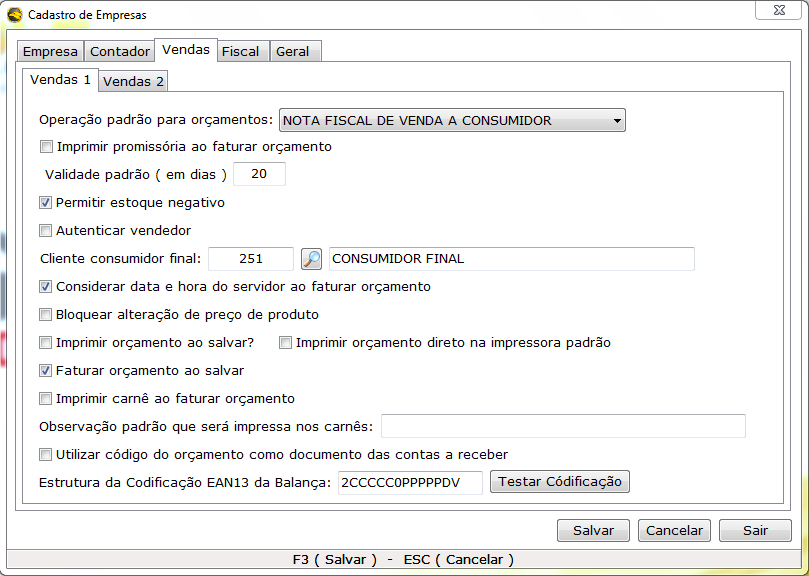 Cadastro de Empresas
Empresa Contador Vendas Fiscal Geral
Vendas 1 Vendas 2
Operação padrão para orçamentos: NOTA FISCAL DE VENDA A CONSUMIDOR
Imprimir promissória ao faturar orçamento
Validade padrão ( em dias ) 20
Permitir estoque negativo
Autenticar vendedor
Cliente consumidor final: 251 CONSUMIDOR FINAL
Considerar data e hora do servidor ao faturar orçamento
Bloquear alteração de preço de produto
Imprimir orçamento ao salvar? Imprimir orçamento direto na impressora padrão
Faturar orçamento ao salvar
Imprimir carnê ao faturar orçamento
Observação padrão que será impressa nos carnês:
Utilizar código do orçamento como documento das contas a receber
Estrutura da Codificação EAN13 da Balança: 2CCCCC0PPPPPDV Testar Códificação
Salvar Cancelar Sair
F3 ( Salvar ) - ESC ( Cancelar )